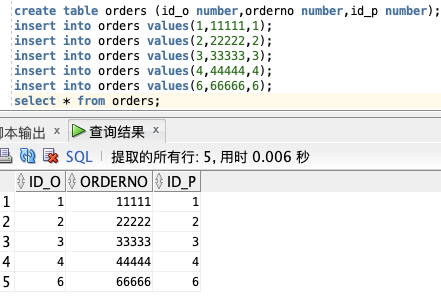 create table orders (id_o number,orderno number,id_p number);
insert into orders values(1,11111,1);
insert into orders values(2,22222,2);
insert into orders values(3,33333,3);
insert into orders values(4,44444,4);
insert into orders values(6,66666,6);
select * from orders;
脚本输出 × 查询结果 ×
SQL | 提取的所有行: 5, 用时 0.006 秒
ID_O ORDERNO ID_P
1 1 11111 1
2 2 22222 2
3 3 33333 3
4 4 44444 4
5 6 66666 6